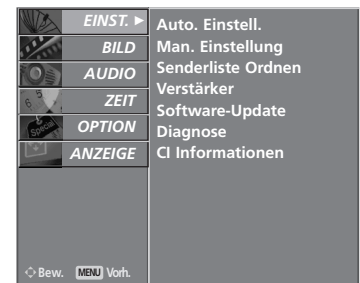 EINST. ►
BILD
AUDIO
ZEIT
OPTION
ANZEIGE
Auto. Einstell.
Man. Einstellung
Senderliste Ordnen
Verstärker
Software-Update
Diagnose
CI Informationen
Special
Bew. MENU Vorh.